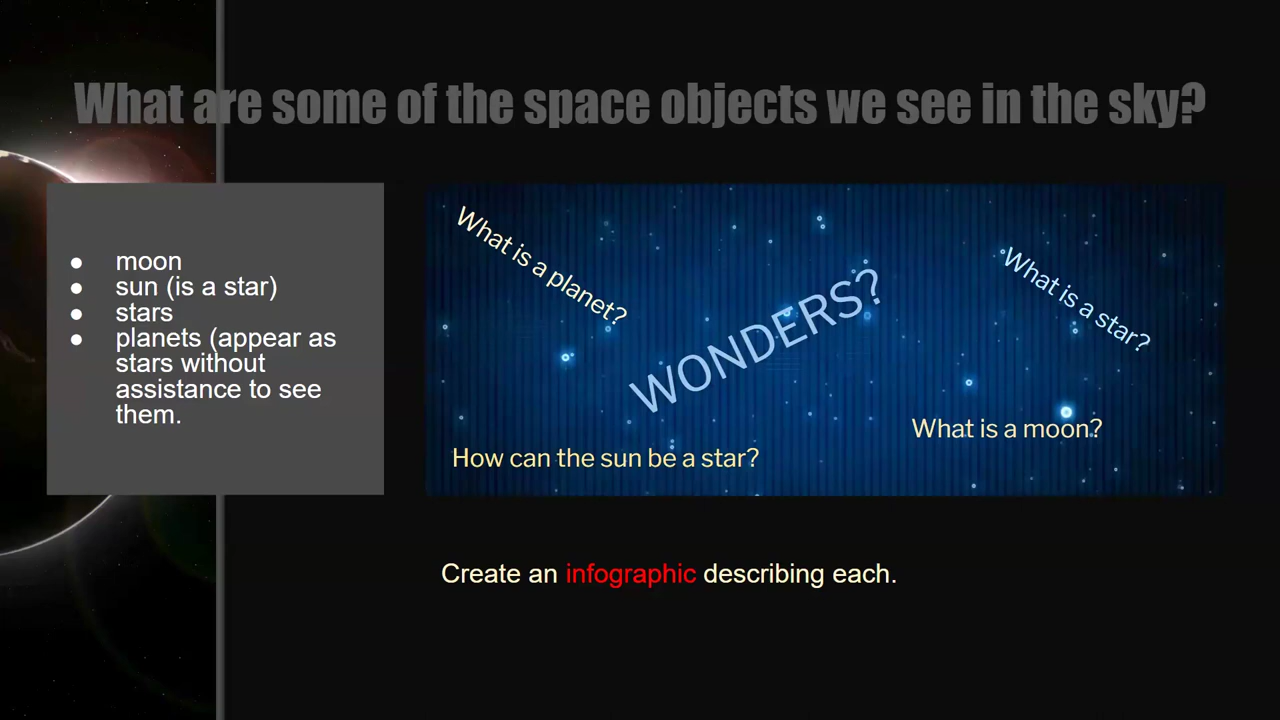 What are some of the space objects we see in the sky?
● moon
● sun (is a star)
● stars
● planets (appear as
stars without
assistance to see
them.
What is a planet?
WONDERS?
What is a star?
What is a moon?
How can the sun be a star?
Create an infographic describing each.